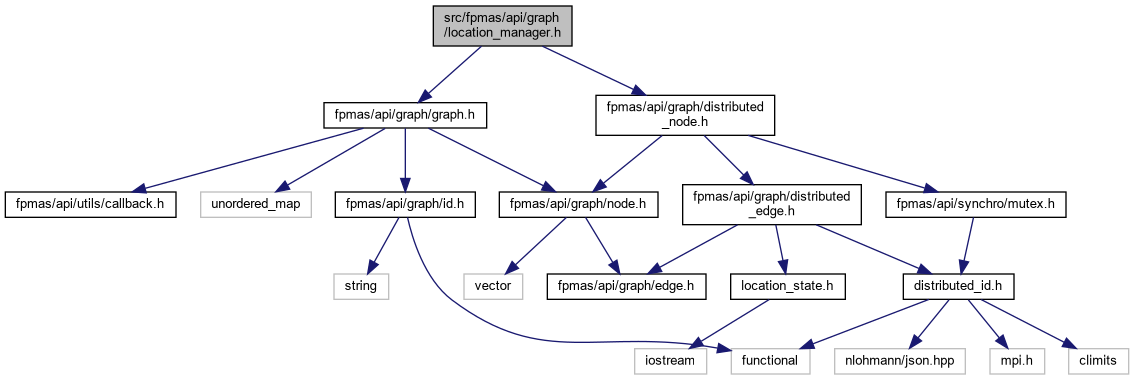 src/fpmas/api/graph
/location_manager.h
fpmas/api/graph/graph.h
fpmas/api/graph/distributed
_node.h
fpmas/api/utils/callback.h
unordered_map
fpmas/api/graph/id.h
fpmas/api/graph/node.h
fpmas/api/graph/distributed
_edge.h
fpmas/api/synchro/mutex.h
string
vector
fpmas/api/graph/edge.h
location_state.h
distributed_id.h
iostream
functional
nlohmann/json.hpp
mpi.h
climits